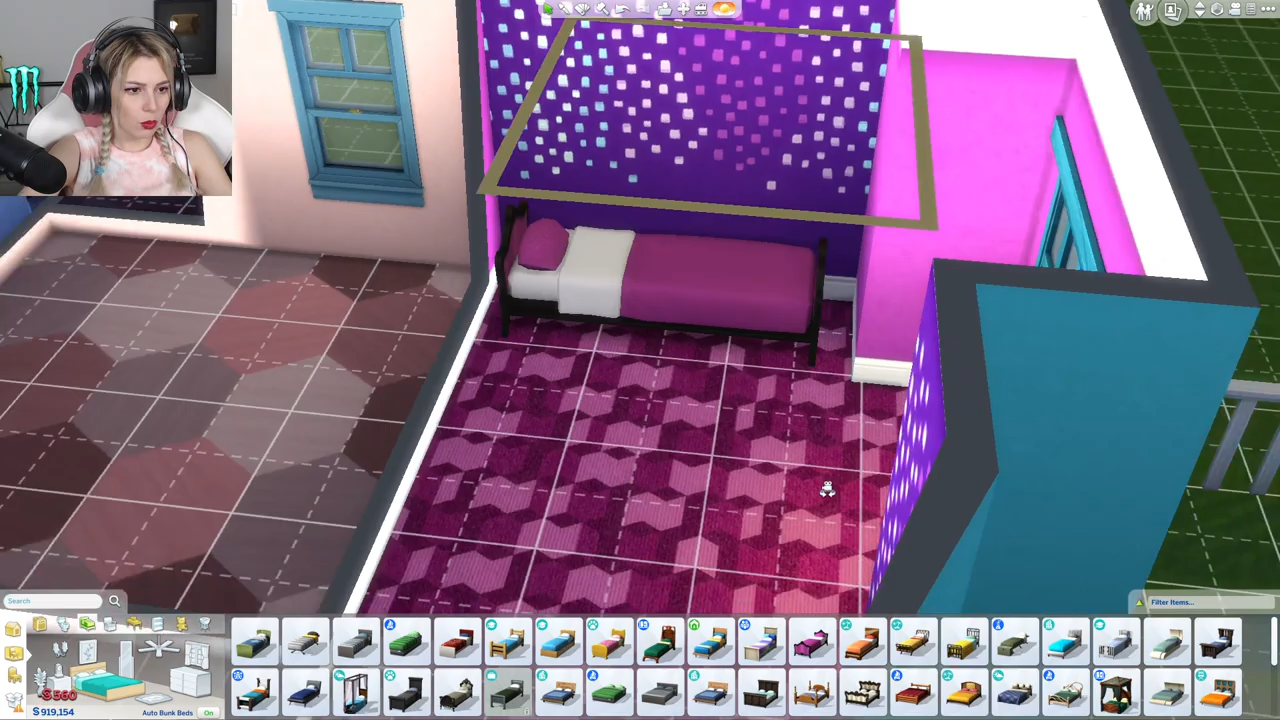 Search
Filter Items...
$560
$919,154
Auto Bunk Beds
On